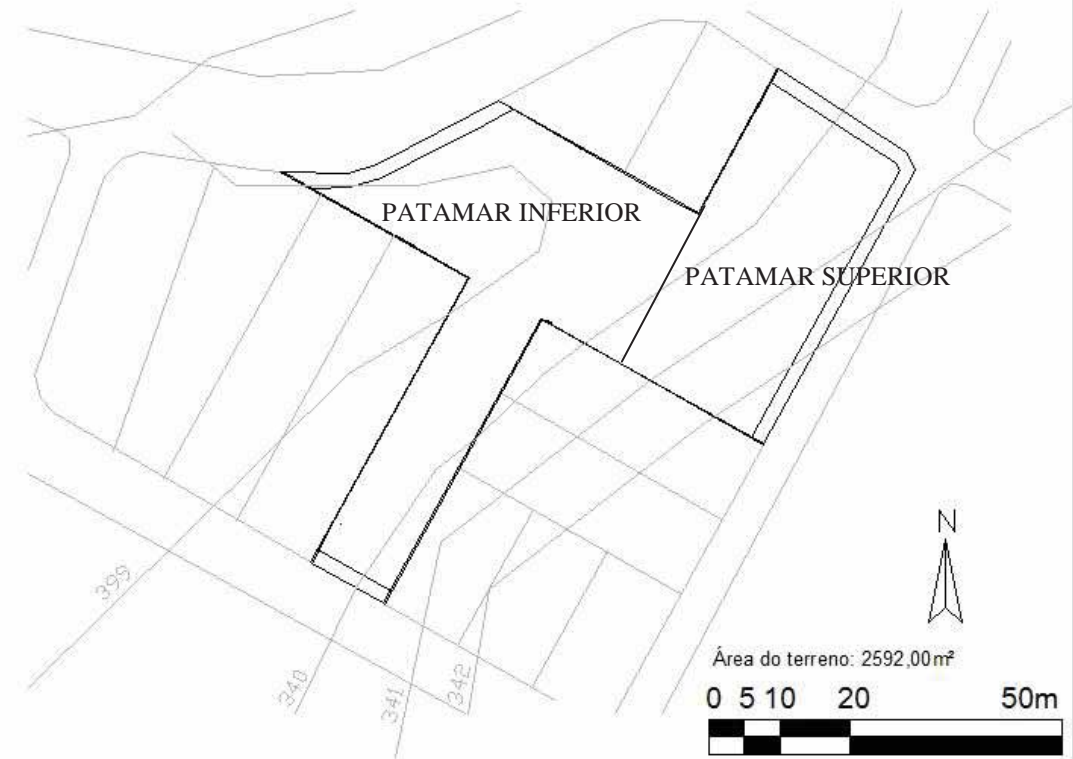 PATAMAR INFERIOR
PATAMAR SUPERIOR
399
340
341
342
N
Área do terreno: 2592,00m²
0 5 10 20 50m